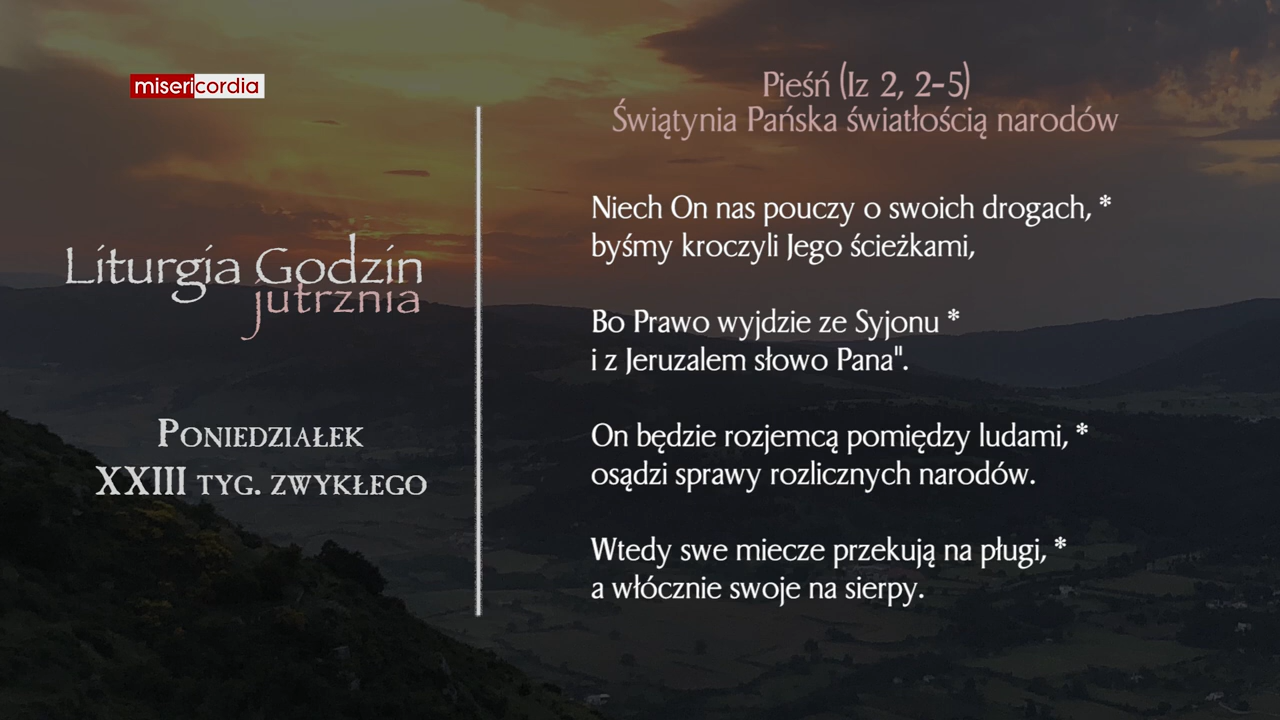 misericordia
Liturgia Godzin
jutrznia
Poniedziałek
XXIII tyg. zwykłego
Pieśń (Iz 2, 2-5)
Świątynia Pańska światłością narodów
Niech On nas pouczy o swoich drogach, *
byśmy kroczyli Jego ścieżkami,
Bo Prawo wyjdzie ze Syjonu *
i z Jeruzalem słowo Pana".
On będzie rozjemcą pomiędzy ludami, *
osądzi sprawy rozlicznych narodów.
Wtedy swe miecze przekują na pługi, *
a włócznie swoje na sierpy.